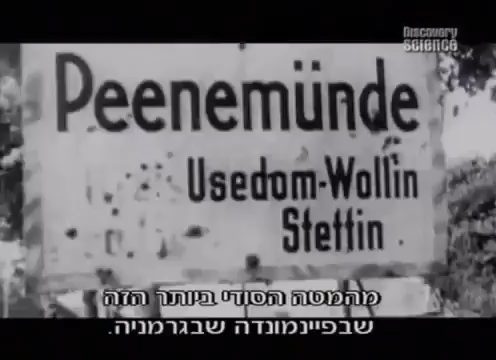 Discovery
SCIENCE
Peenemünde
Usedom-Wollin
Stettin
מהמטה הסודי ביותר הזה
שבפיינמונדה שבגרמניה.